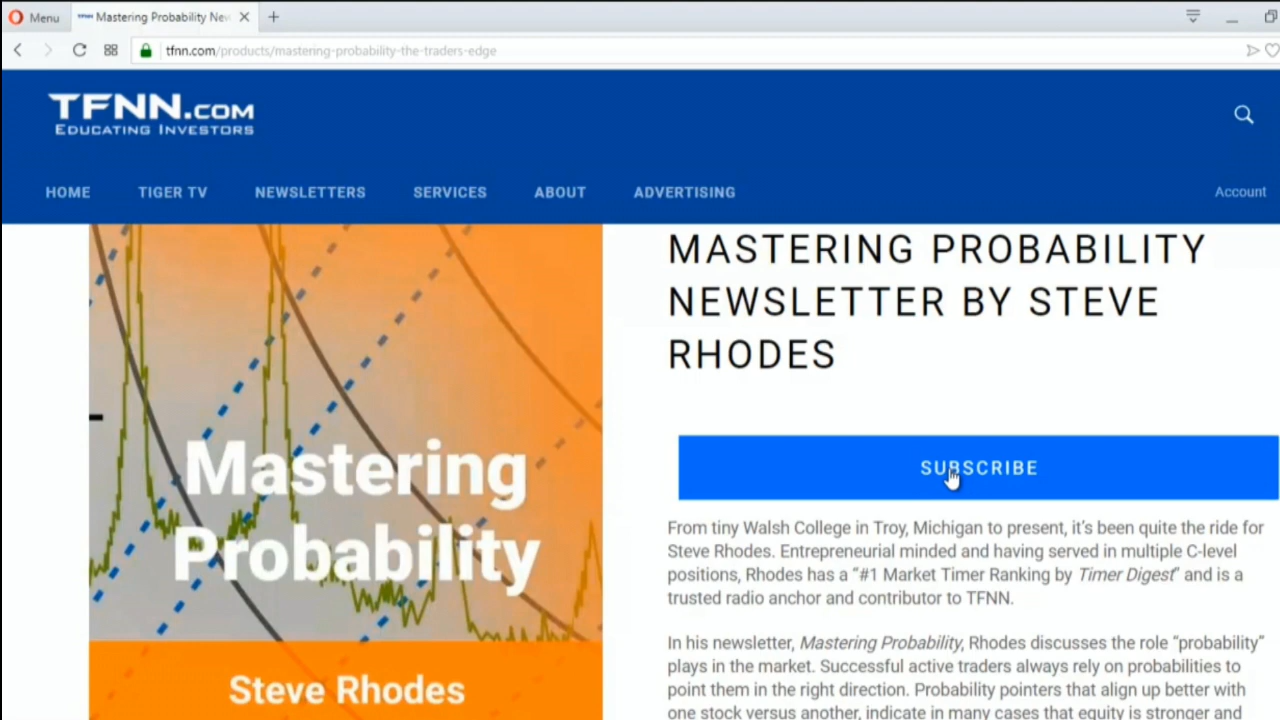 Menu
Mastering Probability New
tfnn.com/products/mastering-probability-the-traders-edge
TFNN.COM
EDUCATING INVESTORS
HOME TIGER TV NEWSLETTERS SERVICES ABOUT ADVERTISING Account
MASTERING PROBABILITY
NEWSLETTER BY STEVE
RHODES
Mastering
Probability
Steve Rhodes
SUBSCRIBE
From tiny Walsh College in Troy, Michigan to present, it's been quite the ride for
Steve Rhodes. Entrepreneurial minded and having served in multiple C-level
positions, Rhodes has a “#1 Market Timer Ranking by Timer Digest” and is a
trusted radio anchor and contributor to TFNN.
In his newsletter, Mastering Probability, Rhodes discusses the role “probability”
plays in the market. Successful active traders always rely on probabilities to
point them in the right direction. Probability pointers that align up better with
one stock versus another, indicate in many cases that equity is stronger and